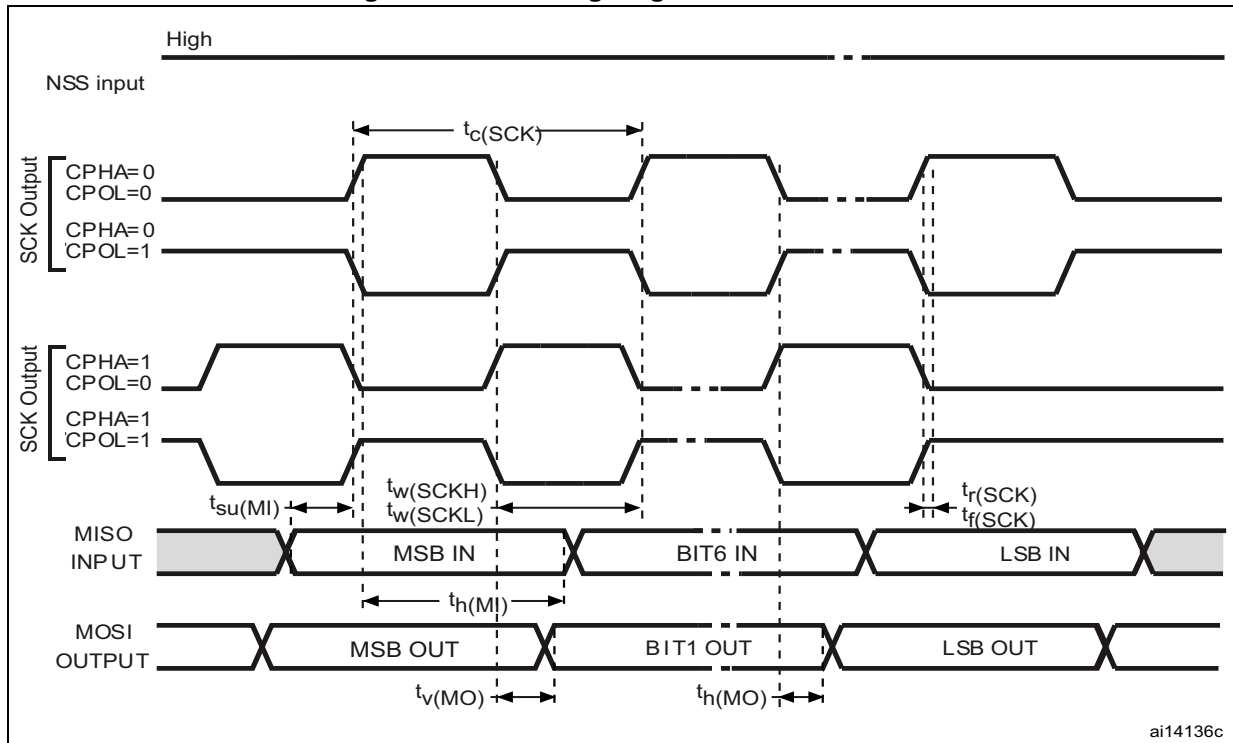 High
NSS input
tc(SCK)
SCK Output
CPHA=0
CPOL=0
CPHA=0
CPOL=1
SCK Output
CPHA=1
CPOL=0
CPHA=1
CPOL=1
tsu(MI)
tw(SCKH)
tw(SCKL)
tr(SCK)
tf(SCK)
MISO
INPUT
MSB IN
BIT6 IN
LSB IN
th(MI)
MOSI
OUTPUT
MSB OUT
BIT1 OUT
LSB OUT
tv(MO)
th(MO)
ai14136c